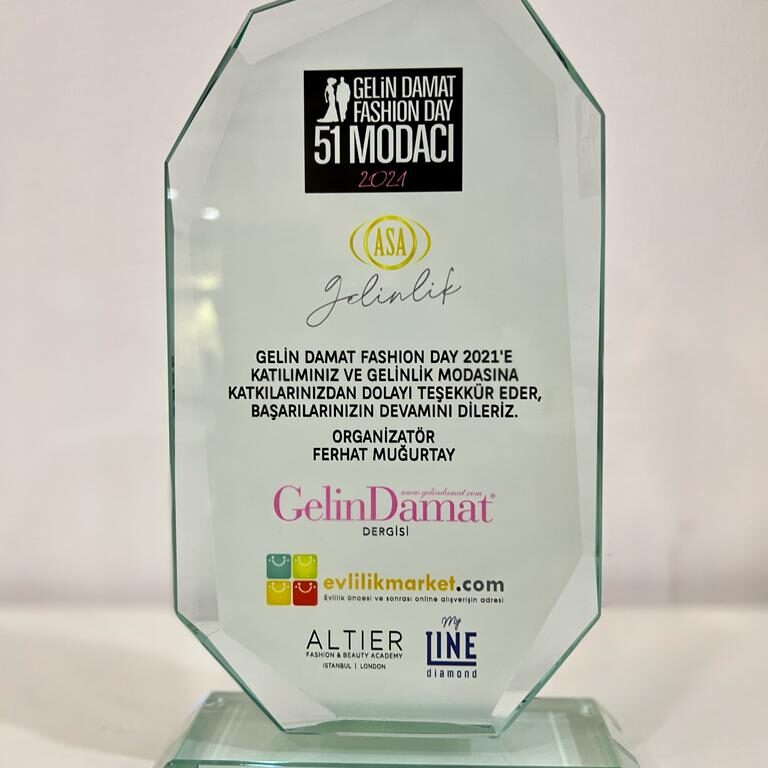 GELİN DAMAT
FASHION DAY
51 MODACI
2021
ASA
gelinlik
GELİN DAMAT FASHION DAY 2021'E
KATILIMINIZ VE GELİNLİK MODASINA
KATKILARINIZDAN DOLAYI TEŞEKKÜR EDER,
BAŞARILARINIZIN DEVAMINI DİLERİZ.
ORGANİZATÖR
FERHAT MUĞURTAY
www.gelindamat.com
GelinDamat®
DERGİSİ
evlilikmarket.com
Evlilik öncesi ve sonrası online alışverişin adresi
ALTIER
FASHION & BEAUTY ACADEMY
ISTANBUL | LONDON
My
LINE
diamond